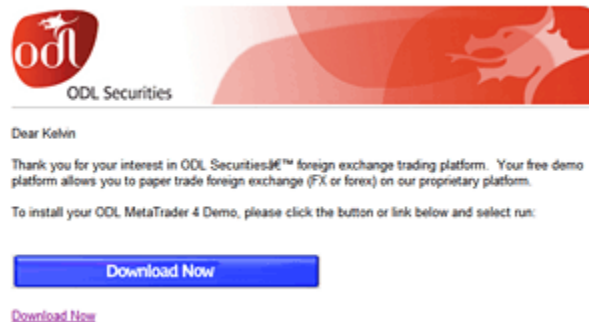 odl
ODL Securities
Dear Kelvin
Thank you for your interest in ODL Securitiesâ€™ foreign exchange trading platform. Your free demo
platform allows you to paper trade foreign exchange (FX or forex) on our proprietary platform.
To install your ODL MetaTrader 4 Demo, please click the button or link below and select run:
Download Now
Download Now